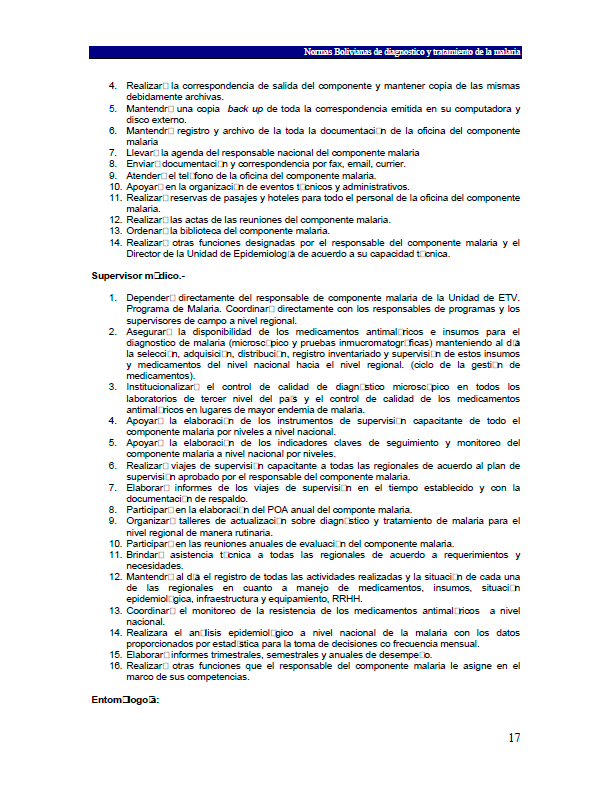 Normas Bolivianas de diagnostico y tratamiento de la malaria
4. Realizar□ la correspondencia de salida del componente y mantener copia de las mismas
debidamente archivas.
5. Mantendr□ una copia back up de toda la correspondencia emitida en su computadora y
disco externo.
6. Mantendr□ registro y archivo de la toda la documentaci□n de la oficina del componente
malaria
7. Llevar□ la agenda del responsable nacional del componente malaria
8. Enviar□ documentaci□n y correspondencia por fax, email, currier.
9. Atender□ el tel□fono de la oficina del componente malaria.
10. Apoyar□ en la organizaci□n de eventos t□cnicos y administrativos.
11. Realizar□ reservas de pasajes y hoteles para todo el personal de la oficina del componente
malaria.
12. Realizar□ las actas de las reuniones del componente malaria.
13. Ordenar□ la biblioteca del componente malaria.
14. Realizar□ otras funciones designadas por el responsable del componente malaria y el
Director de la Unidad de Epidemiolog□a de acuerdo a su capacidad t□cnica.
Supervisor m□dico.-
1. Depender□ directamente del responsable de componente malaria de la Unidad de ETV.
Programa de Malaria. Coordinar□ directamente con los responsables de programas y los
supervisores de campo a nivel regional.
2. Asegurar□ la disponibilidad de los medicamentos antimal□ricos e insumos para el
diagnostico de malaria (microsc□pico y pruebas inmucromatogr□ficas) manteniendo al d□a
la selecci□n, adquisici□n, distribuci□n, registro inventariado y supervisi□n de estos insumos
y medicamentos del nivel nacional hacia el nivel regional. (ciclo de la gesti□n de
medicamentos).
3. Institucionalizar□ el control de calidad de diagn□stico microsc□pico en todos los
laboratorios de tercer nivel del pa□s y el control de calidad de los medicamentos
antimal□ricos en lugares de mayor endemia de malaria.
4. Apoyar□ la elaboraci□n de los instrumentos de supervisi□n capacitante de todo el
componente malaria por niveles a nivel nacional.
5. Apoyar□ la elaboraci□n de los indicadores claves de seguimiento y monitoreo del
componente malaria a nivel nacional por niveles.
6. Realizar□ viajes de supervisi□n capacitante a todas las regionales de acuerdo al plan de
supervisi□n aprobado por el responsable del componente malaria.
7. Elaborar□ informes de los viajes de supervisi□n en el tiempo establecido y con la
documentaci□n de respaldo.
8. Participar□ en la elaboraci□n del POA anual del componte malaria.
9. Organizar□ talleres de actualizaci□n sobre diagn□stico y tratamiento de malaria para el
nivel regional de manera rutinaria.
10. Participar□ en las reuniones anuales de evaluaci□n del componente malaria.
11. Brindar□ asistencia t□cnica a todas las regionales de acuerdo a requerimientos y
necesidades.
12. Mantendr□ al d□a el registro de todas las actividades realizadas y la situaci□n de cada una
de las regionales en cuanto a manejo de medicamentos, insumos, situaci□n
epidemiol□gica, infraestructura y equipamiento, RRHH.
13. Coordinar□ el monitoreo de la resistencia de los medicamentos antimal□ricos a nivel
nacional.
14. Realizara el an□lisis epidemiol□gico a nivel nacional de la malaria con los datos
proporcionados por estad□stica para la toma de decisiones co frecuencia mensual.
15. Elaborar□ informes trimestrales, semestrales y anuales de desempe□o.
16. Realizar□ otras funciones que el responsable del componente malaria le asigne en el
marco de sus competencias.
Entom□logo□a:
17